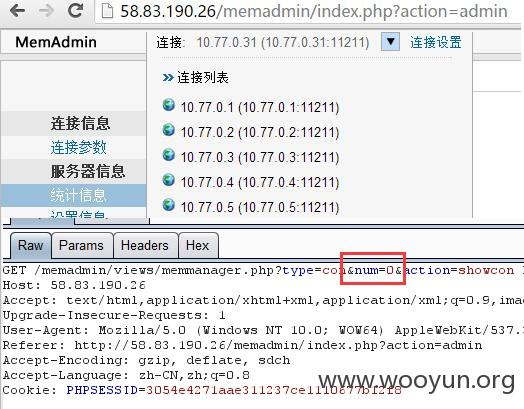 58.83.190.26/memadmin/index.php?action=admin
MemAdmin
连接: 10.77.0.31 (10.77.0.31:11211) 连接设置
连接列表
10.77.0.1 (10.77.0.1:11211)
连接信息
10.77.0.2 (10.77.0.2:11211)
连接参数
10.77.0.3 (10.77.0.3:11211)
服务器信息
10.77.0.4 (10.77.0.4:11211)
统计信息
10.77.0.5 (10.77.0.5:11211)
Raw Params Headers Hex
GET /memadmin/views/memmanager.php?type=con&num=0&action=showcon
Host: 58.83.190.26
Accept: text/html,application/xhtml+xml,application/xml;q=0.9,imag
Upgrade-Insecure-Requests: 1
User-Agent: Mozilla/5.0 (Windows NT 10.0; WOW64) AppleWebKit/537.3
Referer: http://58.83.190.26/memadmin/index.php?action=admin
Accept-Encoding: gzip, deflate, sdch
Accept-Language: zh-CN,zh;q=0.8
Cookie: PHPSESSID=3054e4271aae311237ce1110677b12f8
www.wooyun.org